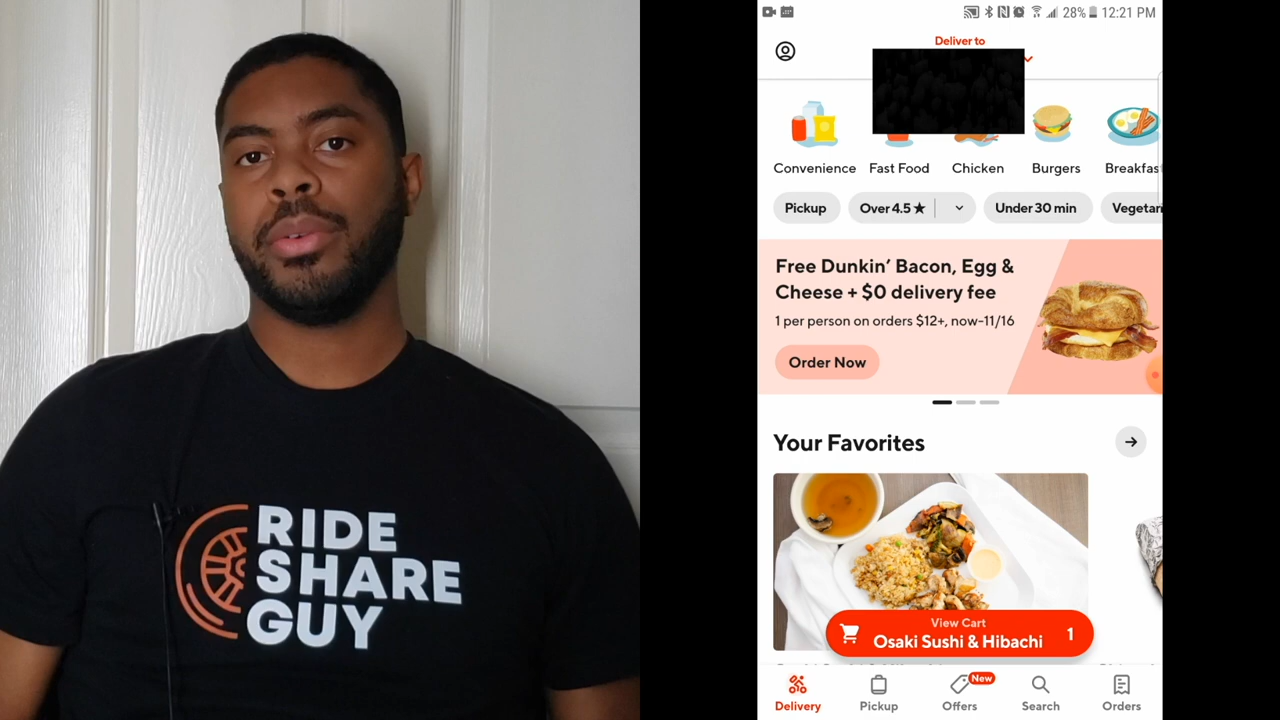 RIDE
SHARE
GUY
28% 12:21 PM
Deliver to
Convenience
Fast Food
Chicken
Burgers
Breakfas
Pickup
Over 4.5 ★
Under 30 min
Vegetari
Free Dunkin’ Bacon, Egg &
Cheese + $0 delivery fee
1 per person on orders $12+, now-11/16
Order Now
Your Favorites
View Cart
Osaki Sushi & Hibachi 1
Delivery
Pickup
Offers
New
Search
Orders